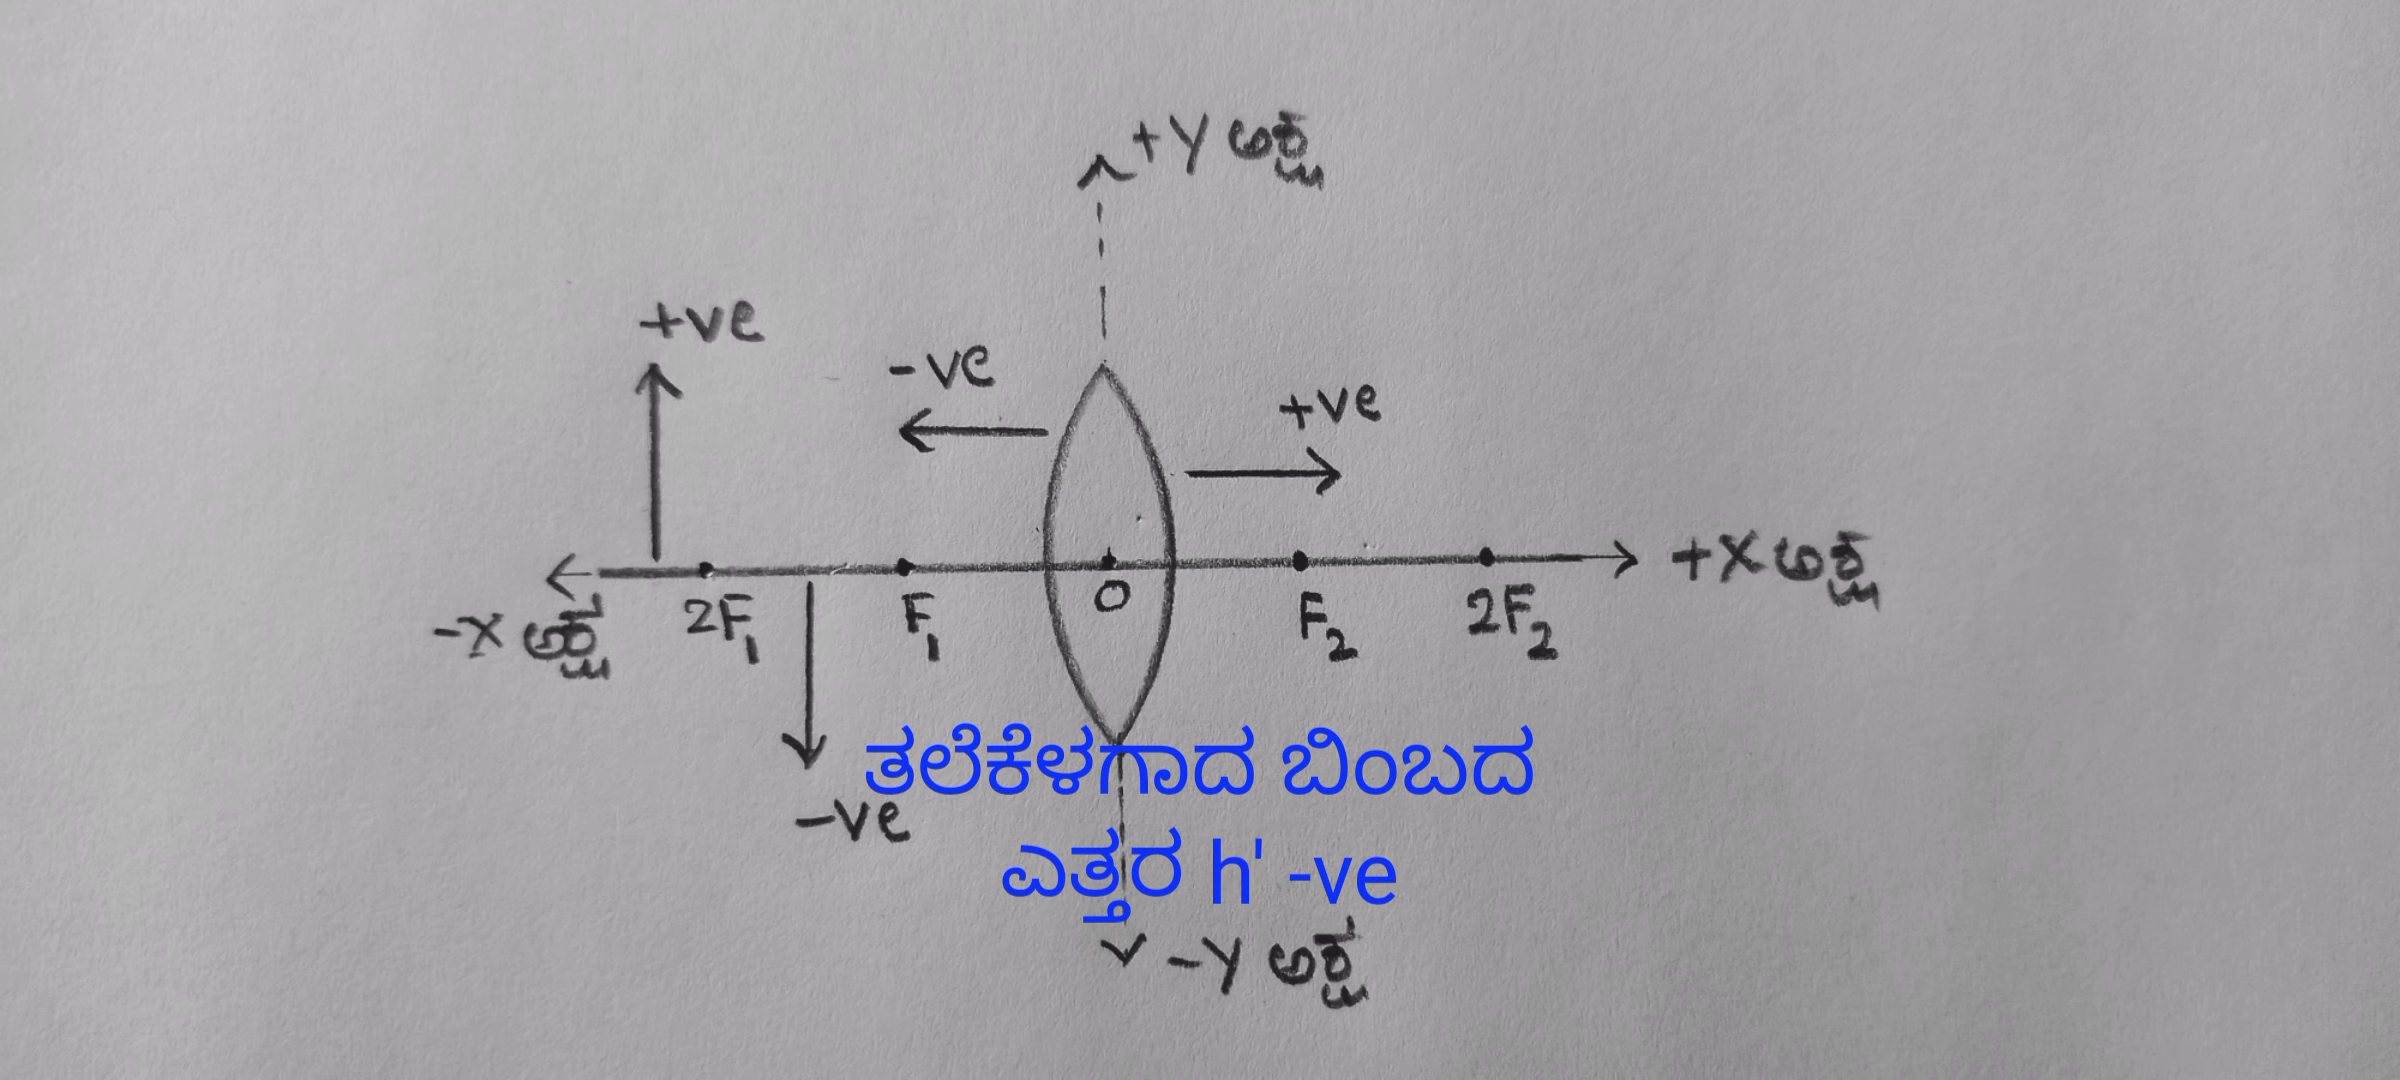 +Y ಅಕ್ಷ
+ve
-ve
+ve
+X ಅಕ್ಷ
-X ಅಕ್ಷ
2F₁
F₁
O
F₂
2F₂
ತಲೆಕೆಳಗಾದ ಬಿಂಬದ
-ve
ಎತ್ತರ h' -ve
-Y ಅಕ್ಷ